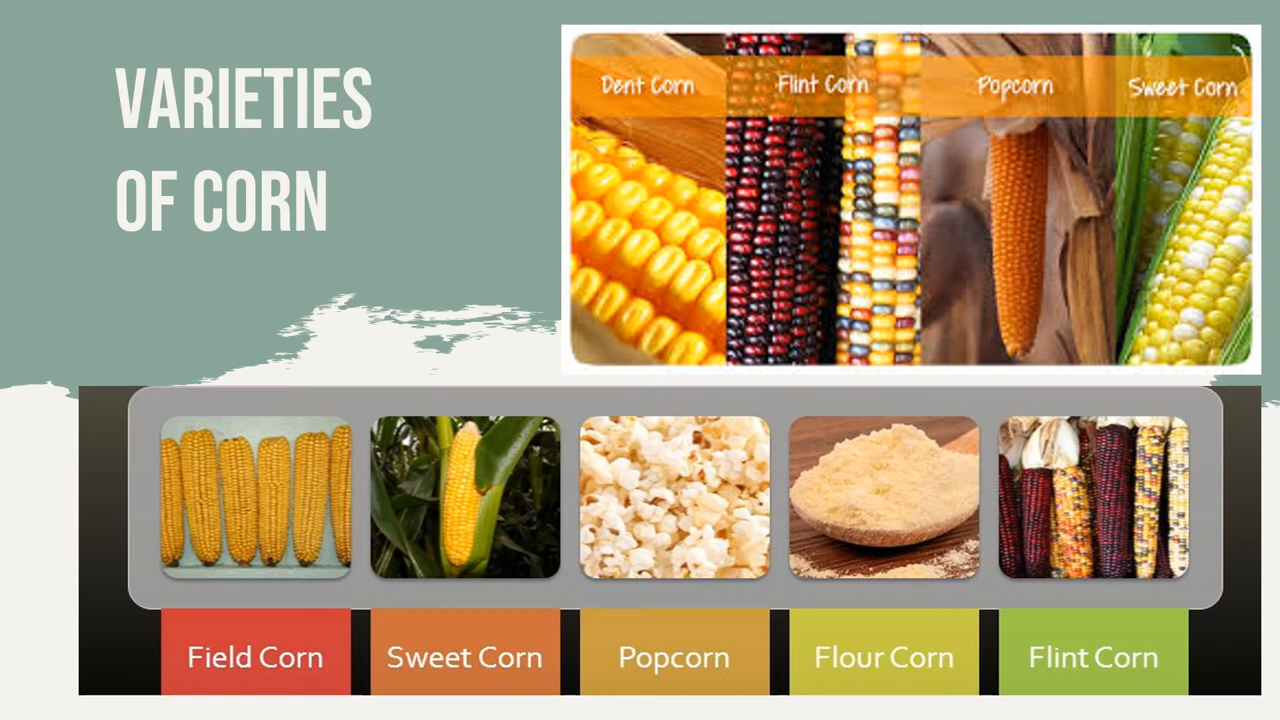 VARIETIES
OF CORN
Dent Corn
Flint Corn
Popcorn
Sweet Corn
Field Corn
Sweet Corn
Popcorn
Flour Corn
Flint Corn